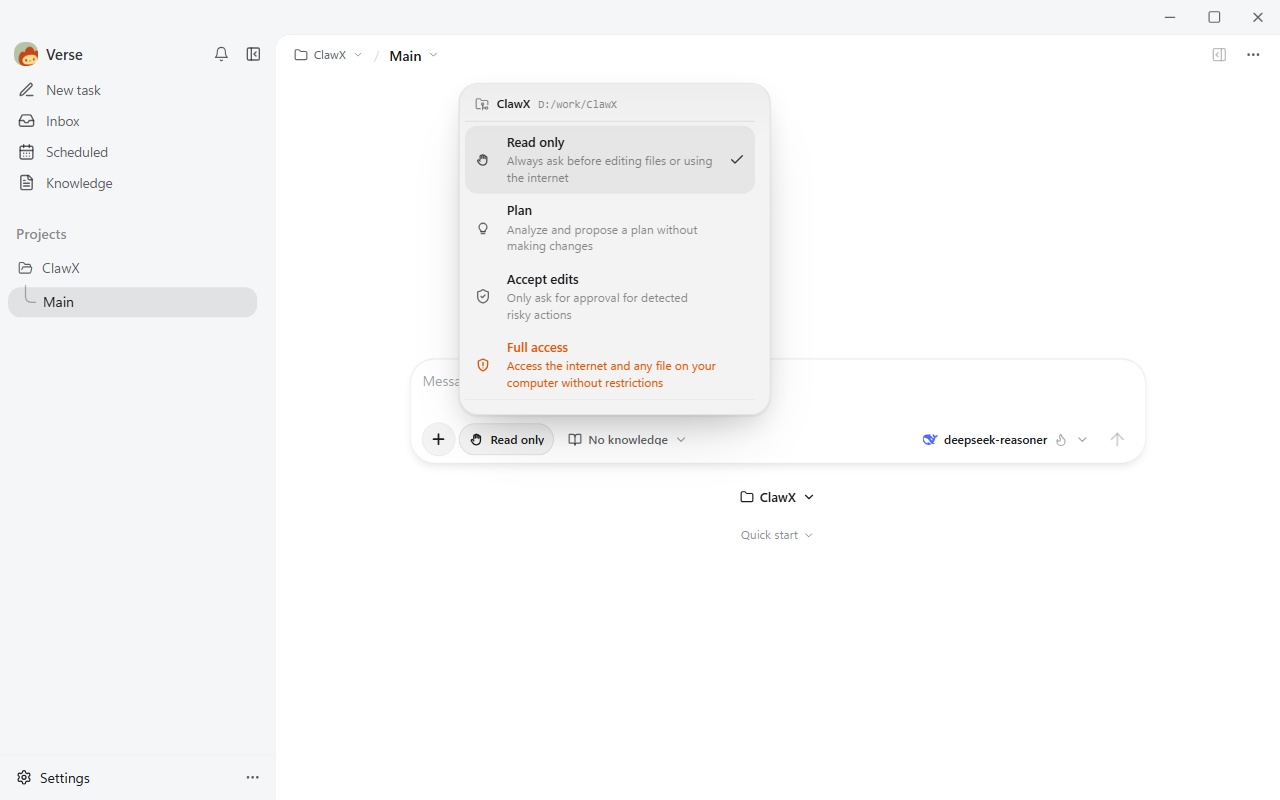 Verse
New task
Inbox
Scheduled
Knowledge
Projects
ClawX
Main
Settings
ClawX / Main
ClawX D:/work/ClawX
Read only
Always ask before editing files or using
the internet
Plan
Analyze and propose a plan without
making changes
Accept edits
Only ask for approval for detected
risky actions
Full access
Access the internet and any file on your
computer without restrictions
Messa
Read only No knowledge deepseek-reasoner
ClawX
Quick start